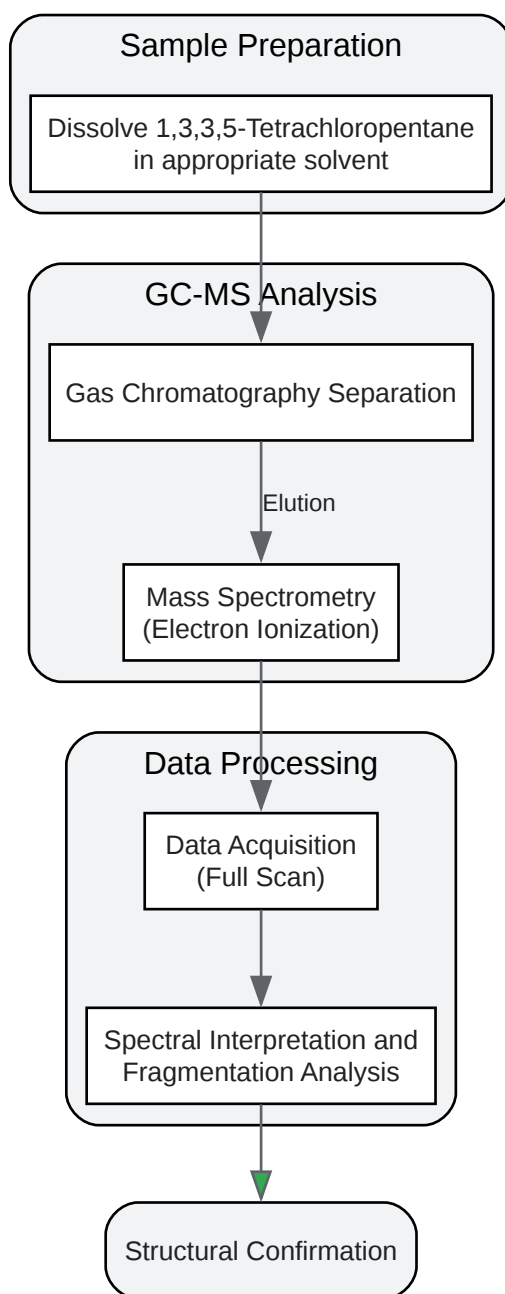 Sample Preparation
Dissolve 1,3,3,5-Tetrachloropentane
in appropriate solvent
GC-MS Analysis
Gas Chromatography Separation
Elution
Mass Spectrometry
(Electron Ionization)
Data Processing
Data Acquisition
(Full Scan)
Spectral Interpretation and
Fragmentation Analysis
Structural Confirmation